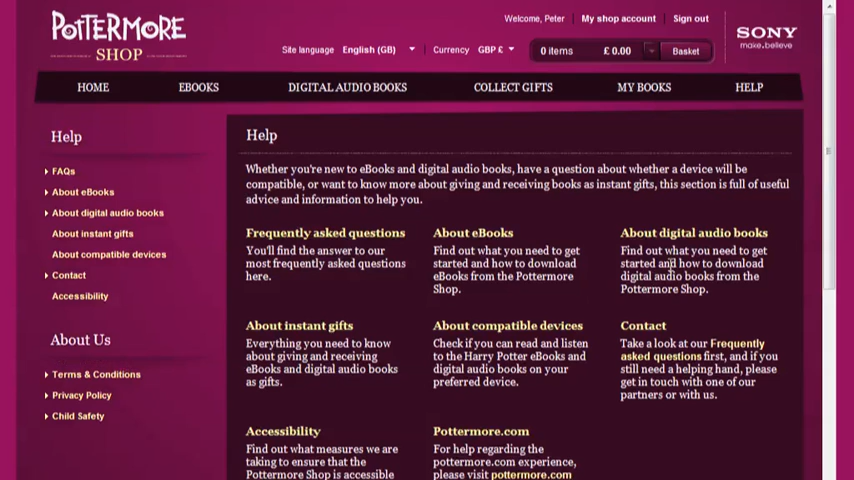 POTTERMORE
SHOP
Welcome, Peter
My shop account
Sign out
Site language
English (GB)
Currency
GBP £
0 items
£ 0.00
Basket
SONY
make.believe
HOME
EBOOKS
DIGITAL AUDIO BOOKS
COLLECT GIFTS
MY BOOKS
HELP
Help
FAQs
About eBooks
About digital audio books
About instant gifts
About compatible devices
Contact
Accessibility
About Us
Terms & Conditions
Privacy Policy
Child Safety
Help
Whether you're new to eBooks and digital audio books, have a question about whether a device will be
compatible, or want to know more about giving and receiving books as instant gifts, this section is full of useful
advice and information to help you.
Frequently asked questions
You'll find the answer to our
most frequently asked questions
here.
About eBooks
Find out what you need to get
started and how to download
eBooks from the Pottermore
Shop.
About digital audio books
Find out what you need to get
started and how to download
digital audio books from the
Pottermore Shop.
About instant gifts
Everything you need to know
about giving and receiving
eBooks and digital audio books
as gifts.
About compatible devices
Check if you can read and listen
to the Harry Potter eBooks and
digital audio books on your
preferred device.
Contact
Take a look at our Frequently
asked questions first, and if you
still need a helping hand, please
get in touch with one of our
partners or with us.
Accessibility
Find out what measures we are
taking to ensure that the
Pottermore Shop is accessible
Pottermore.com
For help regarding the
pottermore.com experience,
please visit pottermore.com